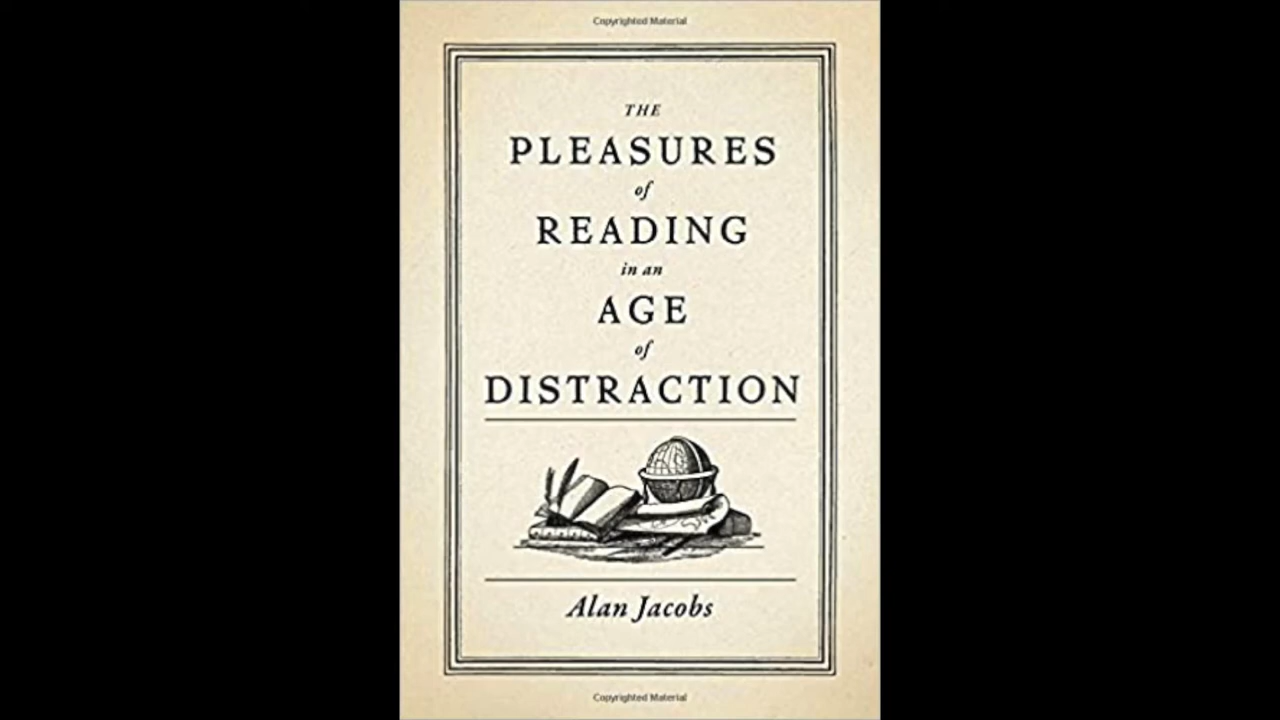 Copyrighted Material
THE
PLEASURES
of
READING
in an
AGE
of
DISTRACTION
Alan Jacobs
Copyrighted Material